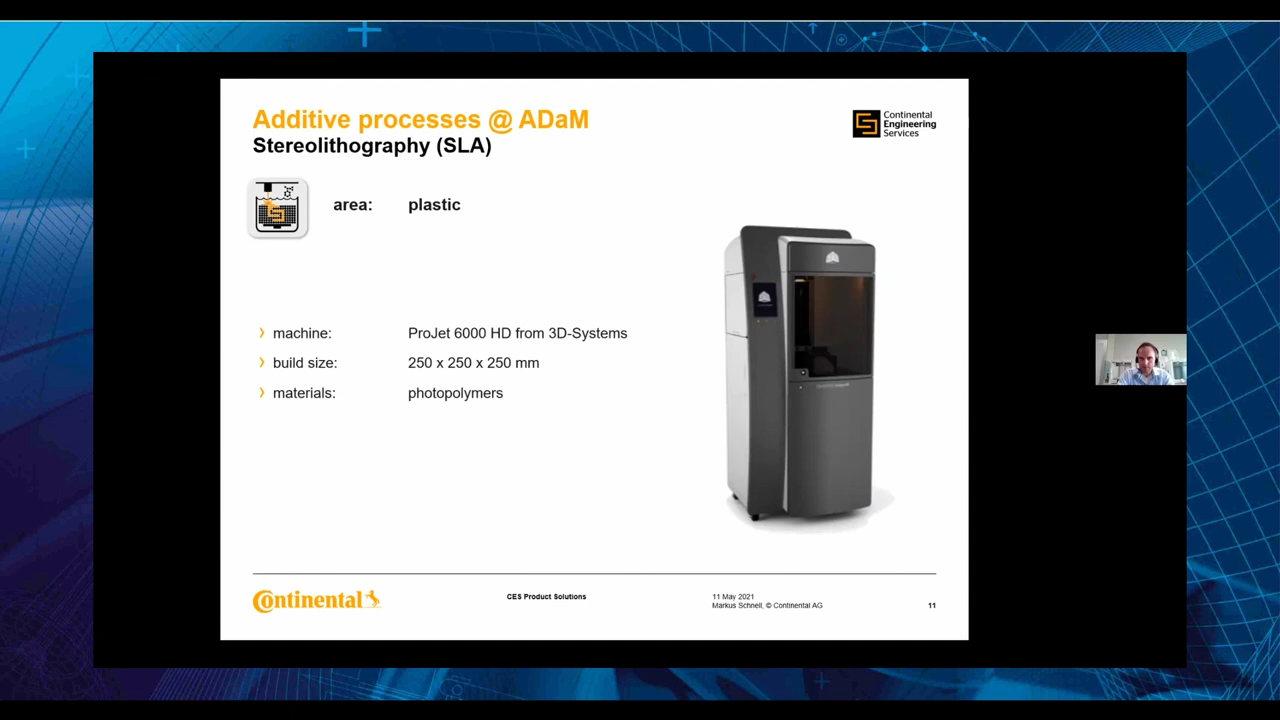 Additive processes @ ADaM
Stereolithography (SLA)
Continental
Engineering
Services
area: plastic
machine: ProJet 6000 HD from 3D-Systems
build size: 250 x 250 x 250 mm
materials: photopolymers
Continental
CES Product Solutions
11 May 2021
Markus Schnell, © Continental AG
11